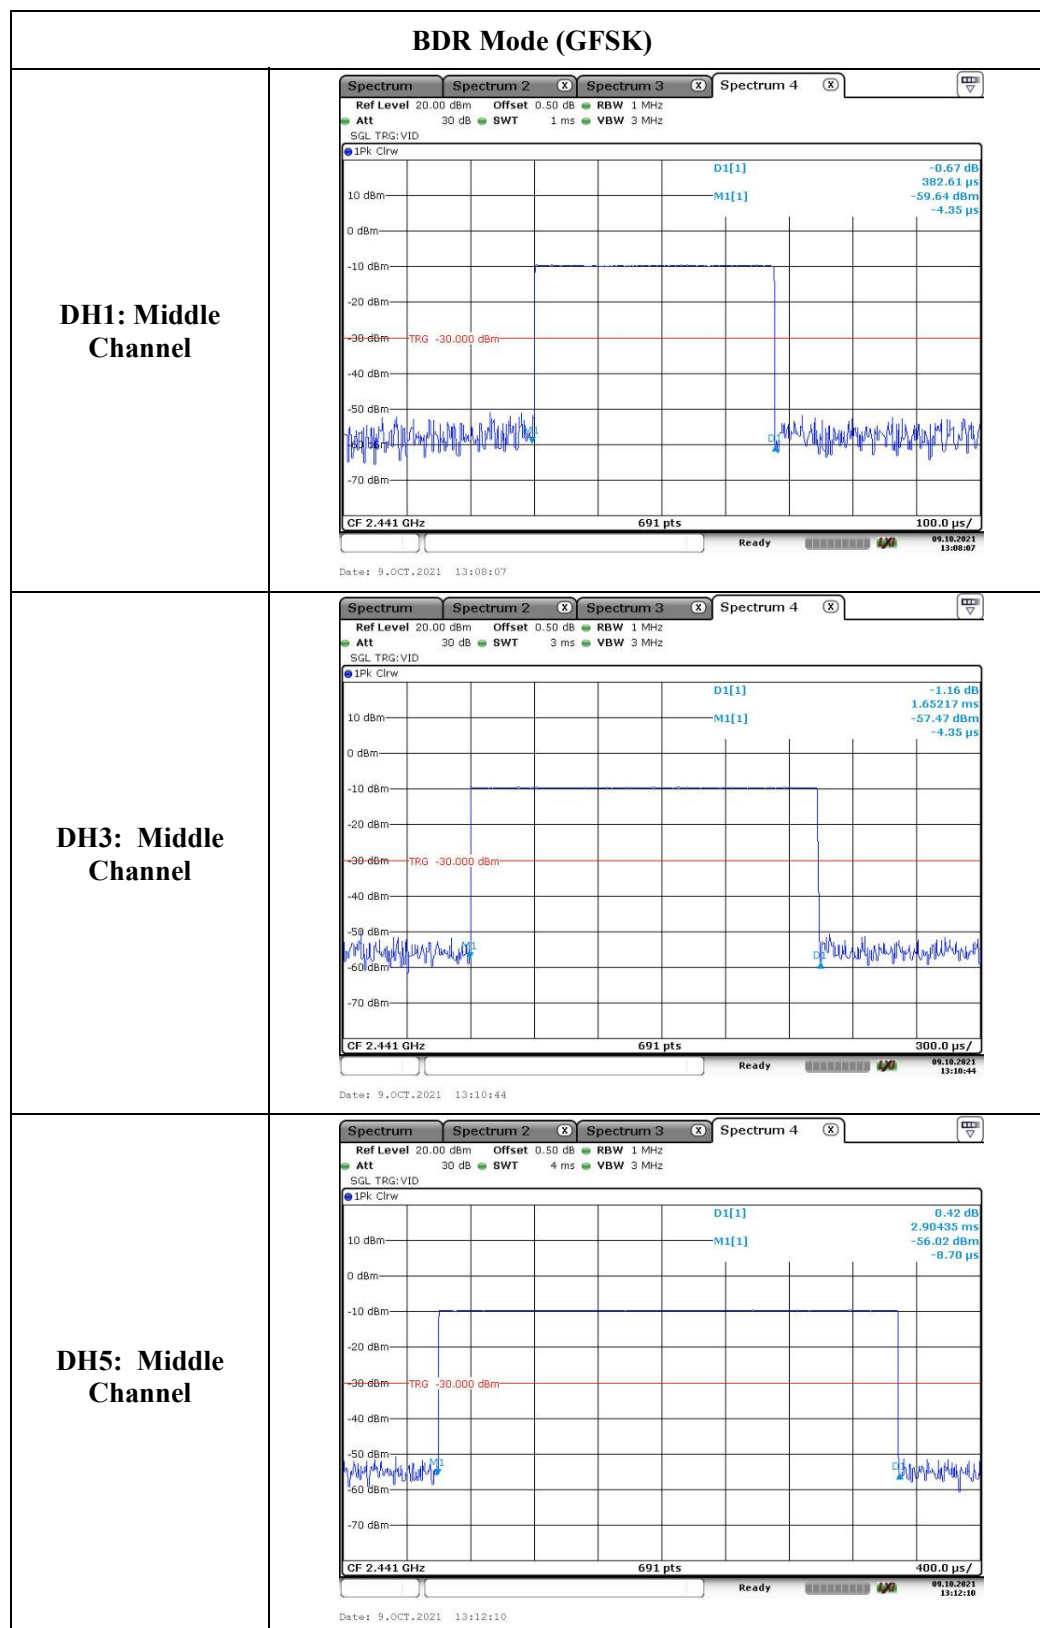 BDR Mode (GFSK)
DH1: Middle
Channel
Spectrum Spectrum 2 X Spectrum 3 X Spectrum 4 X
Ref Level 20.00 dBm Offset 0.50 dB RBW 1 MHz
Att 30 dB SWT 1 ms VBW 3 MHz
SGL TRG:VID
1Pk Clrw
D1[1] -0.67 dB
382.61 µs
10 dBm M1[1] -59.64 dBm
-4.35 µs
0 dBm
-10 dBm
-20 dBm
-30 dBm TRG -30.000 dBm
-40 dBm
-50 dBm
M1
D1
-60 dBm
-70 dBm
CF 2.441 GHz 691 pts 100.0 µs/
Ready LXI 09.10.2021
13:08:07
Date: 9.OCT.2021 13:08:07
DH3: Middle
Channel
Spectrum Spectrum 2 X Spectrum 3 X Spectrum 4 X
Ref Level 20.00 dBm Offset 0.50 dB RBW 1 MHz
Att 30 dB SWT 3 ms VBW 3 MHz
SGL TRG:VID
1Pk Clrw
D1[1] -1.16 dB
1.65217 ms
10 dBm M1[1] -57.47 dBm
-4.35 µs
0 dBm
-10 dBm
-20 dBm
-30 dBm TRG -30.000 dBm
-40 dBm
-50 dBm
M1
D1
-60 dBm
-70 dBm
CF 2.441 GHz 691 pts 300.0 µs/
Ready LXI 09.10.2021
13:10:44
Date: 9.OCT.2021 13:10:44
DH5: Middle
Channel
Spectrum Spectrum 2 X Spectrum 3 X Spectrum 4 X
Ref Level 20.00 dBm Offset 0.50 dB RBW 1 MHz
Att 30 dB SWT 4 ms VBW 3 MHz
SGL TRG:VID
1Pk Clrw
D1[1] 0.42 dB
2.90435 ms
10 dBm M1[1] -56.02 dBm
-8.70 µs
0 dBm
-10 dBm
-20 dBm
-30 dBm TRG -30.000 dBm
-40 dBm
-50 dBm
M1
D1
-60 dBm
-70 dBm
CF 2.441 GHz 691 pts 400.0 µs/
Ready LXI 09.10.2021
13:12:10
Date: 9.OCT.2021 13:12:10